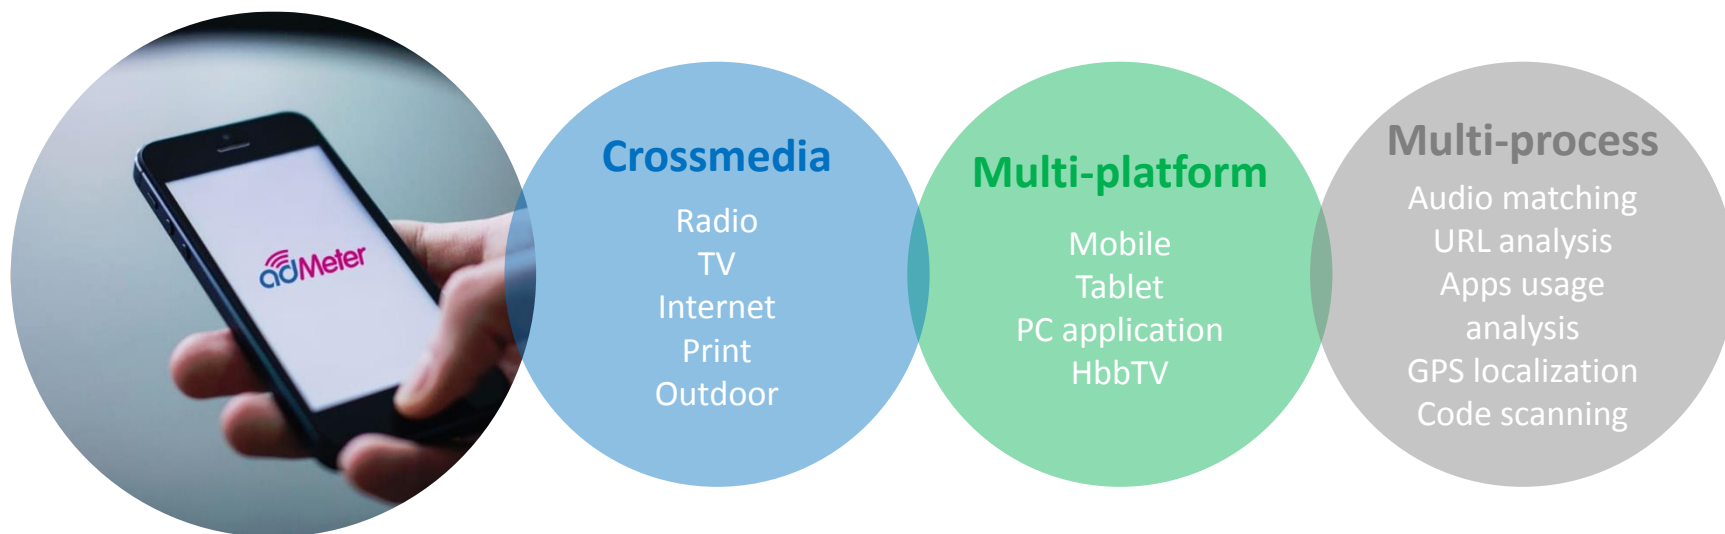 adMeter
Crossmedia
Radio
TV
Internet
Print
Outdoor
Multi-platform
Mobile
Tablet
PC application
HbbTV
Multi-process
Audio matching
URL analysis
Apps usage
analysis
GPS localization
Code scanning